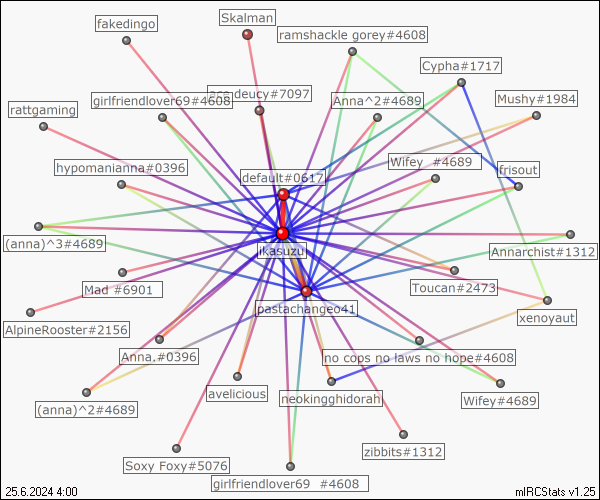 Skalman
fakedingo
ramshackle gorey#4608
Cypha#1717
girlfriendlover69#4608
deucy#7097
Anna^2#4689
Mushy#1984
rattgaming
hypomanianna#0396
Wifey #4689
default#0617
frisout
(anna)^3#4689
ikasuzu
Annarchist#1312
Mad #6901
Toucan#2473
pastachangeo41
xenoyaut
AlpineRooster#2156
Anna,#0396
no cops no laws no hope#4608
avelicious
neokingghidorah
(anna)^2#4689
Wifey#4689
zibbits#1312
Soxy Foxy#5076
girlfriendlover69 #4608
25.6.2024 4:00
mIRCStats v1.25